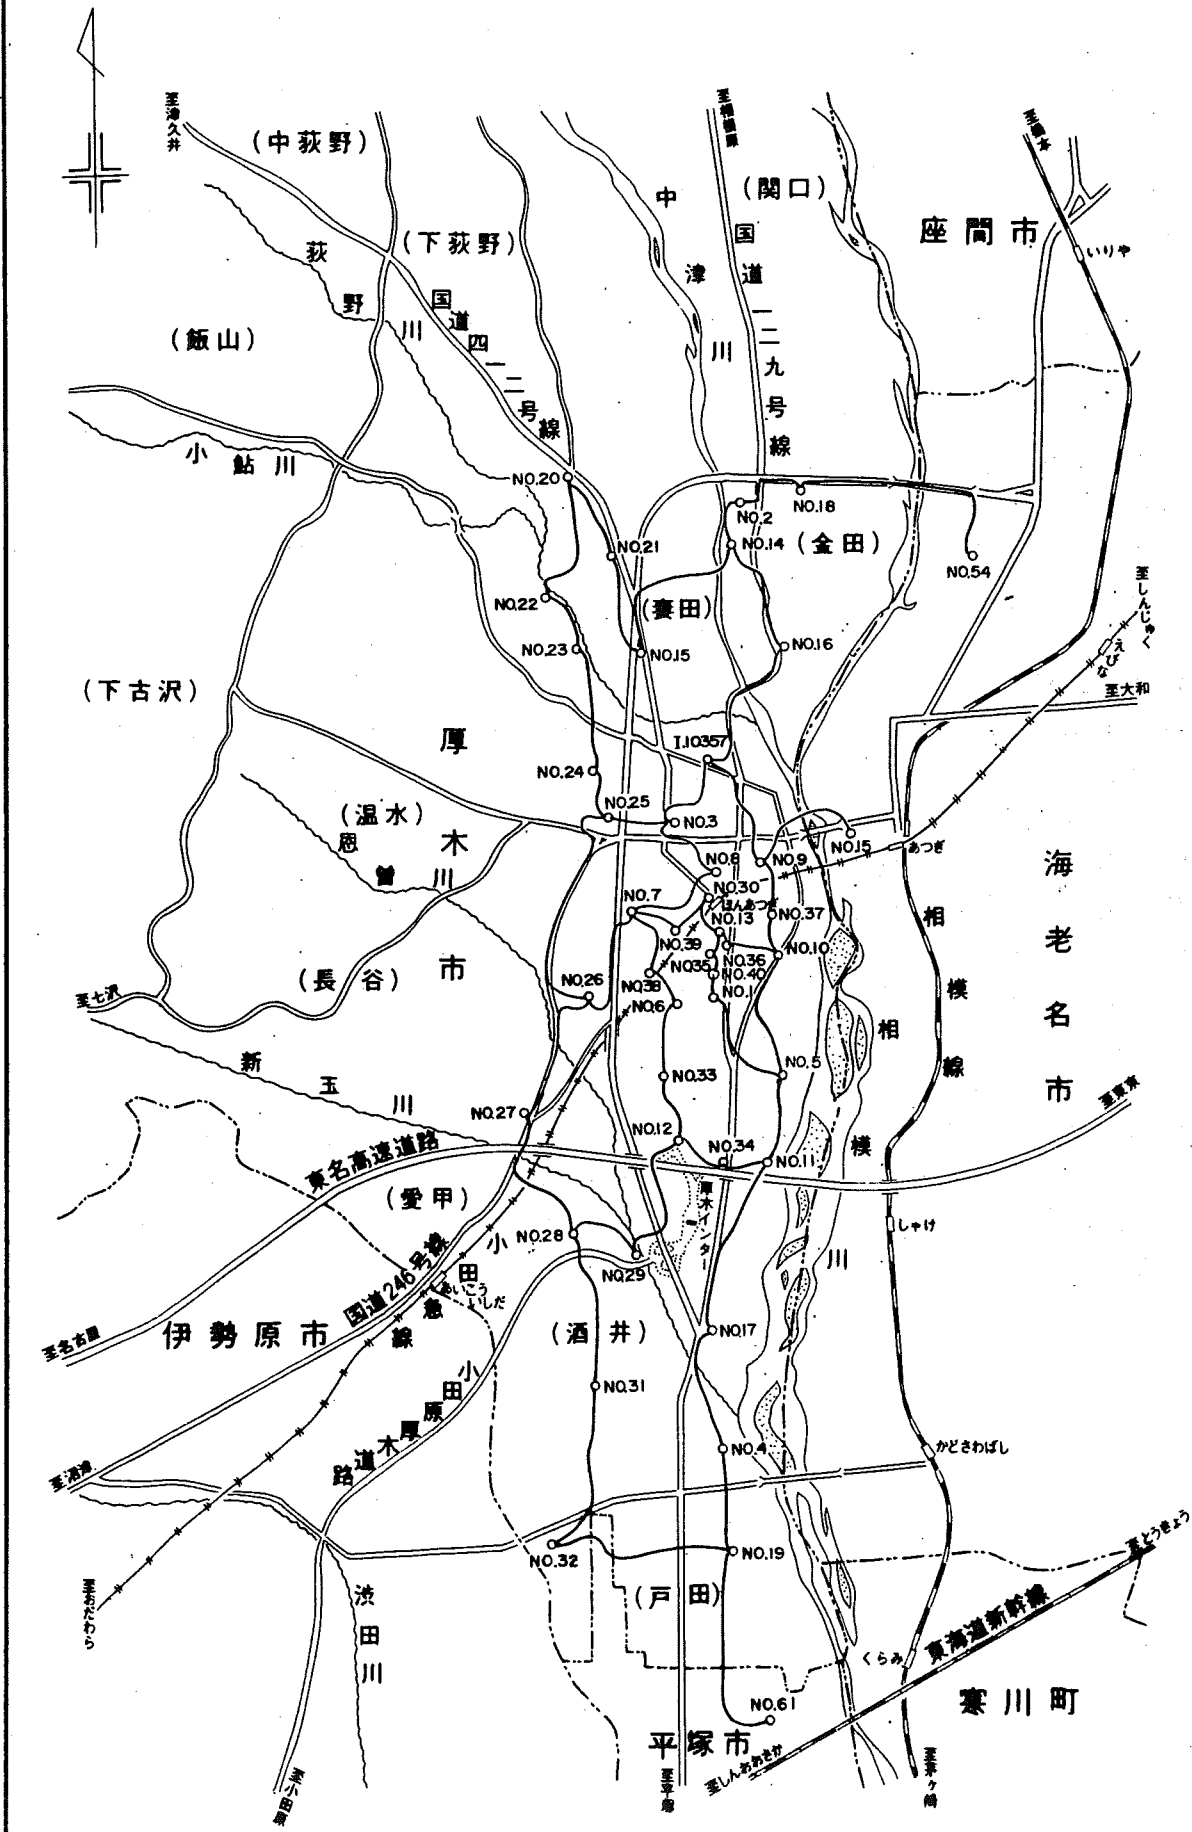 至津久井
(中荻野)
至相模原
至橋本
(関口)
座間市
いりや
(下荻野)
荻野川
中津川
国道四一二号線
国道一二九号線
(飯山)
小鮎川
NO.20
NO.2
NO.18
NO.21
NO.14
(金田)
NO.54
NO.22
(妻田)
至しんじゅく
えびな
NO.23
NO.15
NO.16
至大和
(下古沢)
厚木市
I.10357
NO.24
NO.25
NO.3
(温水)
恩曽川
NO.8
NO.9
NO.15
あつぎ
海老名市
NO.7
NO.30
ほんあつぎ
NO.13
NO.37
相模線
NO.39
NO.36
NO.10
NO.35
NO.40
(長谷)
NO.26
NO.38
NO.1
NO.6
至七沢
相模川
新玉川
NO.33
NO.5
NO.27
至東京
NO.12
NO.34
NO.11
東名高速道路
(愛甲)
厚木インター
しゃけ
NO.28
NO.29
国道246号線
小田急線
あいこういしだ
伊勢原市
至名古屋
(酒井)
NO.17
NO.31
小田原厚木道路
NO.4
かどさわばし
至沼津
NO.32
NO.19
至とうきょう
至おだわら
(戸田)
渋田川
東海道新幹線
くらみ
寒川町
NO.61
平塚市
至小田原
至平塚
至しんおおさか
至茅ヶ崎